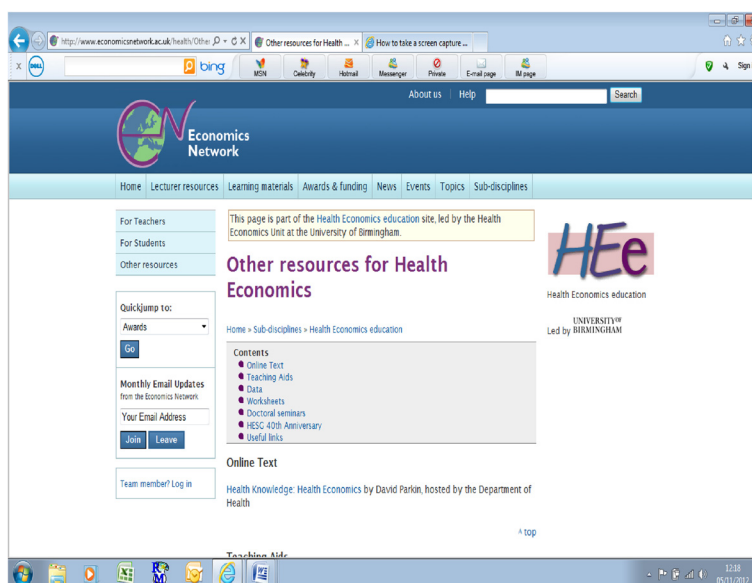 http://www.economicsnetwork.ac.uk/health/Other
Other resources for Health ...
How to take a screen capture ...
x DELL bing MSN Celebrity Hotmail Messenger Private E-mail page IM page Sign
About us Help Search
Economics
Network
Home Lecturer resources Learning materials Awards & funding News Events Topics Sub-disciplines
For Teachers
For Students
Other resources
This page is part of the Health Economics education site, led by the Health
Economics Unit at the University of Birmingham.
Other resources for Health
Economics
HEe
Health Economics education
Led by UNIVERSITY OF
BIRMINGHAM
Quickjump to:
Awards
Go
Monthly Email Updates
from the Economics Network
Your Email Address
Join Leave
Team member? Log in
Home » Sub-disciplines » Health Economics education
Contents
Online Text
Teaching Aids
Data
Worksheets
Doctoral seminars
HESG 40th Anniversary
Useful links
Online Text
Health Knowledge: Health Economics by David Parkin, hosted by the Department of
Health
^ top
Teaching Aids
12:18
05/11/2012